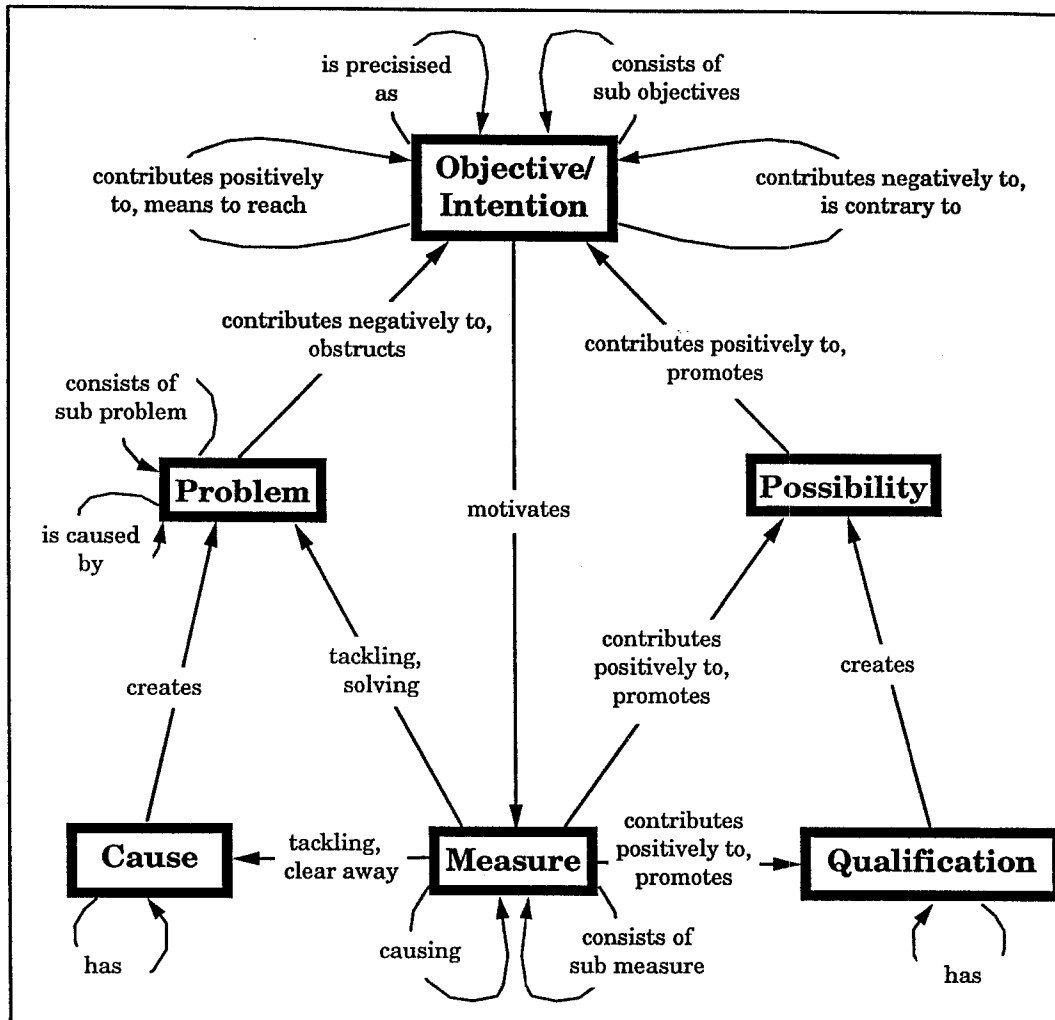 is precisised
as
consists of
sub objectives
Objective/
Intention
contributes positively
to, means to reach
contributes negatively to,
is contrary to
contributes negatively to,
obstructs
contributes positively to,
promotes
consists of
sub problem
Problem
Possibility
is caused
by
motivates
creates
tackling,
solving
contributes
positively to,
promotes
creates
Cause
tackling,
clear away
Measure
contributes
positively to,
promotes
Qualification
has
causing
consists of
sub measure
has